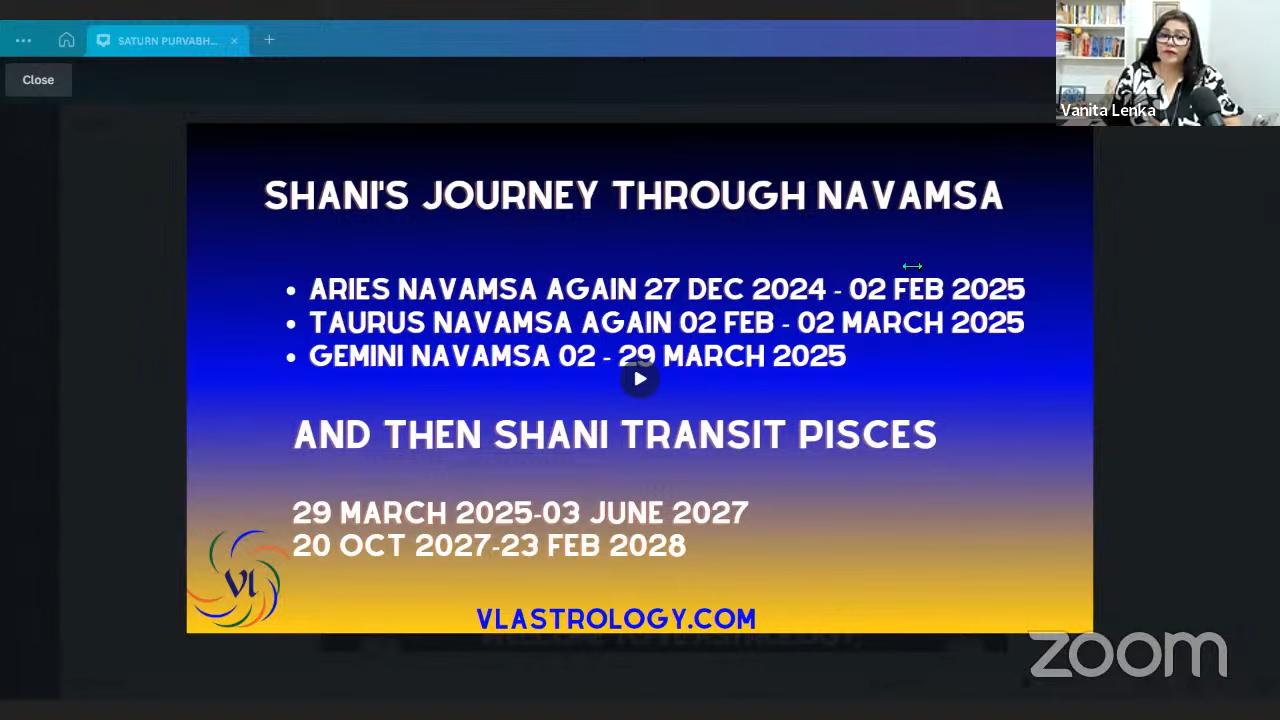 SATURN PURVABH...
Close
Vanita Lenka
SHANI'S JOURNEY THROUGH NAVAMSA
• ARIES NAVAMSA AGAIN 27 DEC 2024 - 02 FEB 2025
• TAURUS NAVAMSA AGAIN 02 FEB - 02 MARCH 2025
• GEMINI NAVAMSA 02 - 29 MARCH 2025
AND THEN SHANI TRANSIT PISCES
29 MARCH 2025-03 JUNE 2027
20 OCT 2027-23 FEB 2028
Vl
VLASTROLOGY.COM
zoom